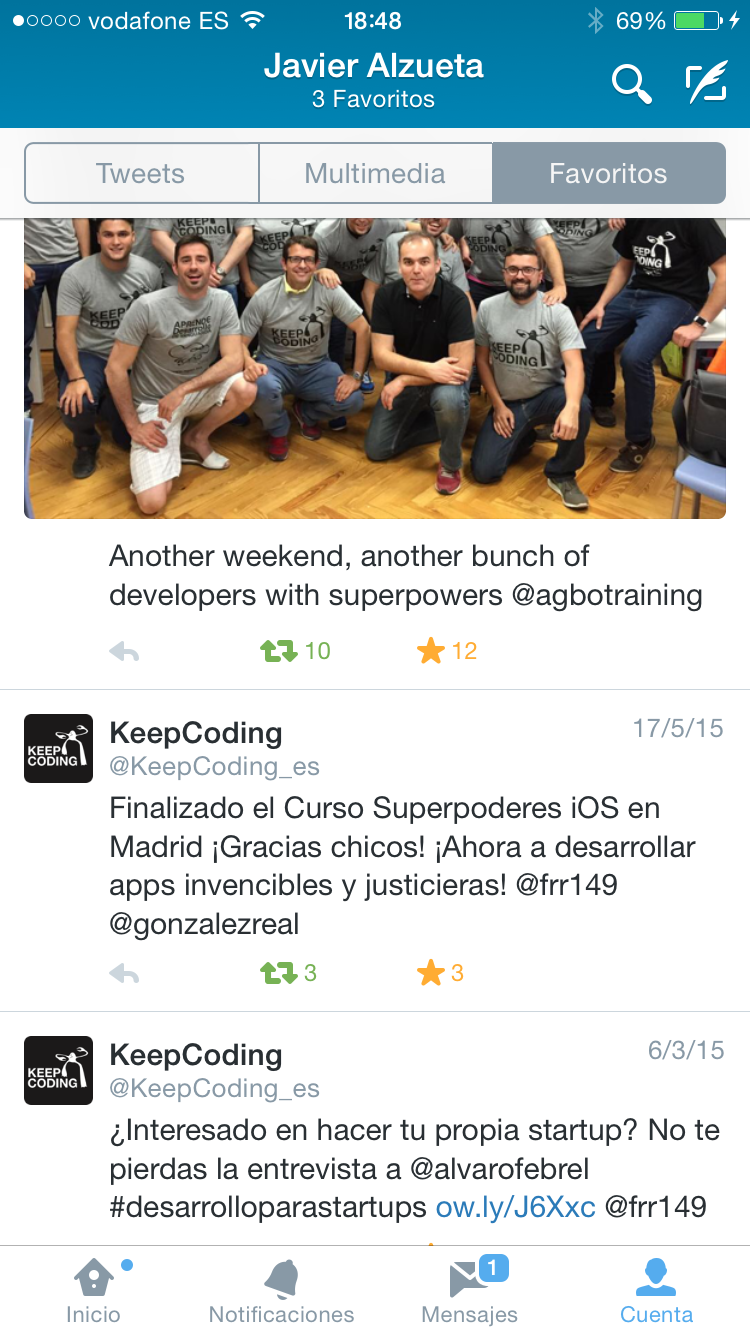 vodafone ES 18:48 69%
Javier Alzueta
3 Favoritos
Tweets Multimedia Favoritos
KEEP CODING
KEEP CODING
KEEP CODING
KEEP CODING
KEEP CODING
Another weekend, another bunch of
developers with superpowers @agbotraining
10 12
KEEP CODING
KeepCoding 17/5/15
@KeepCoding_es
Finalizado el Curso Superpoderes iOS en
Madrid ¡Gracias chicos! ¡Ahora a desarrollar
apps invencibles y justicieras! @frr149
@gonzalezreal
3 3
KEEP CODING
KeepCoding 6/3/15
@KeepCoding_es
¿Interesado en hacer tu propia startup? No te
pierdas la entrevista a @alvarofebrel
#desarrolloparastartups ow.ly/J6Xxc @frr149
1
Inicio Notificaciones Mensajes Cuenta